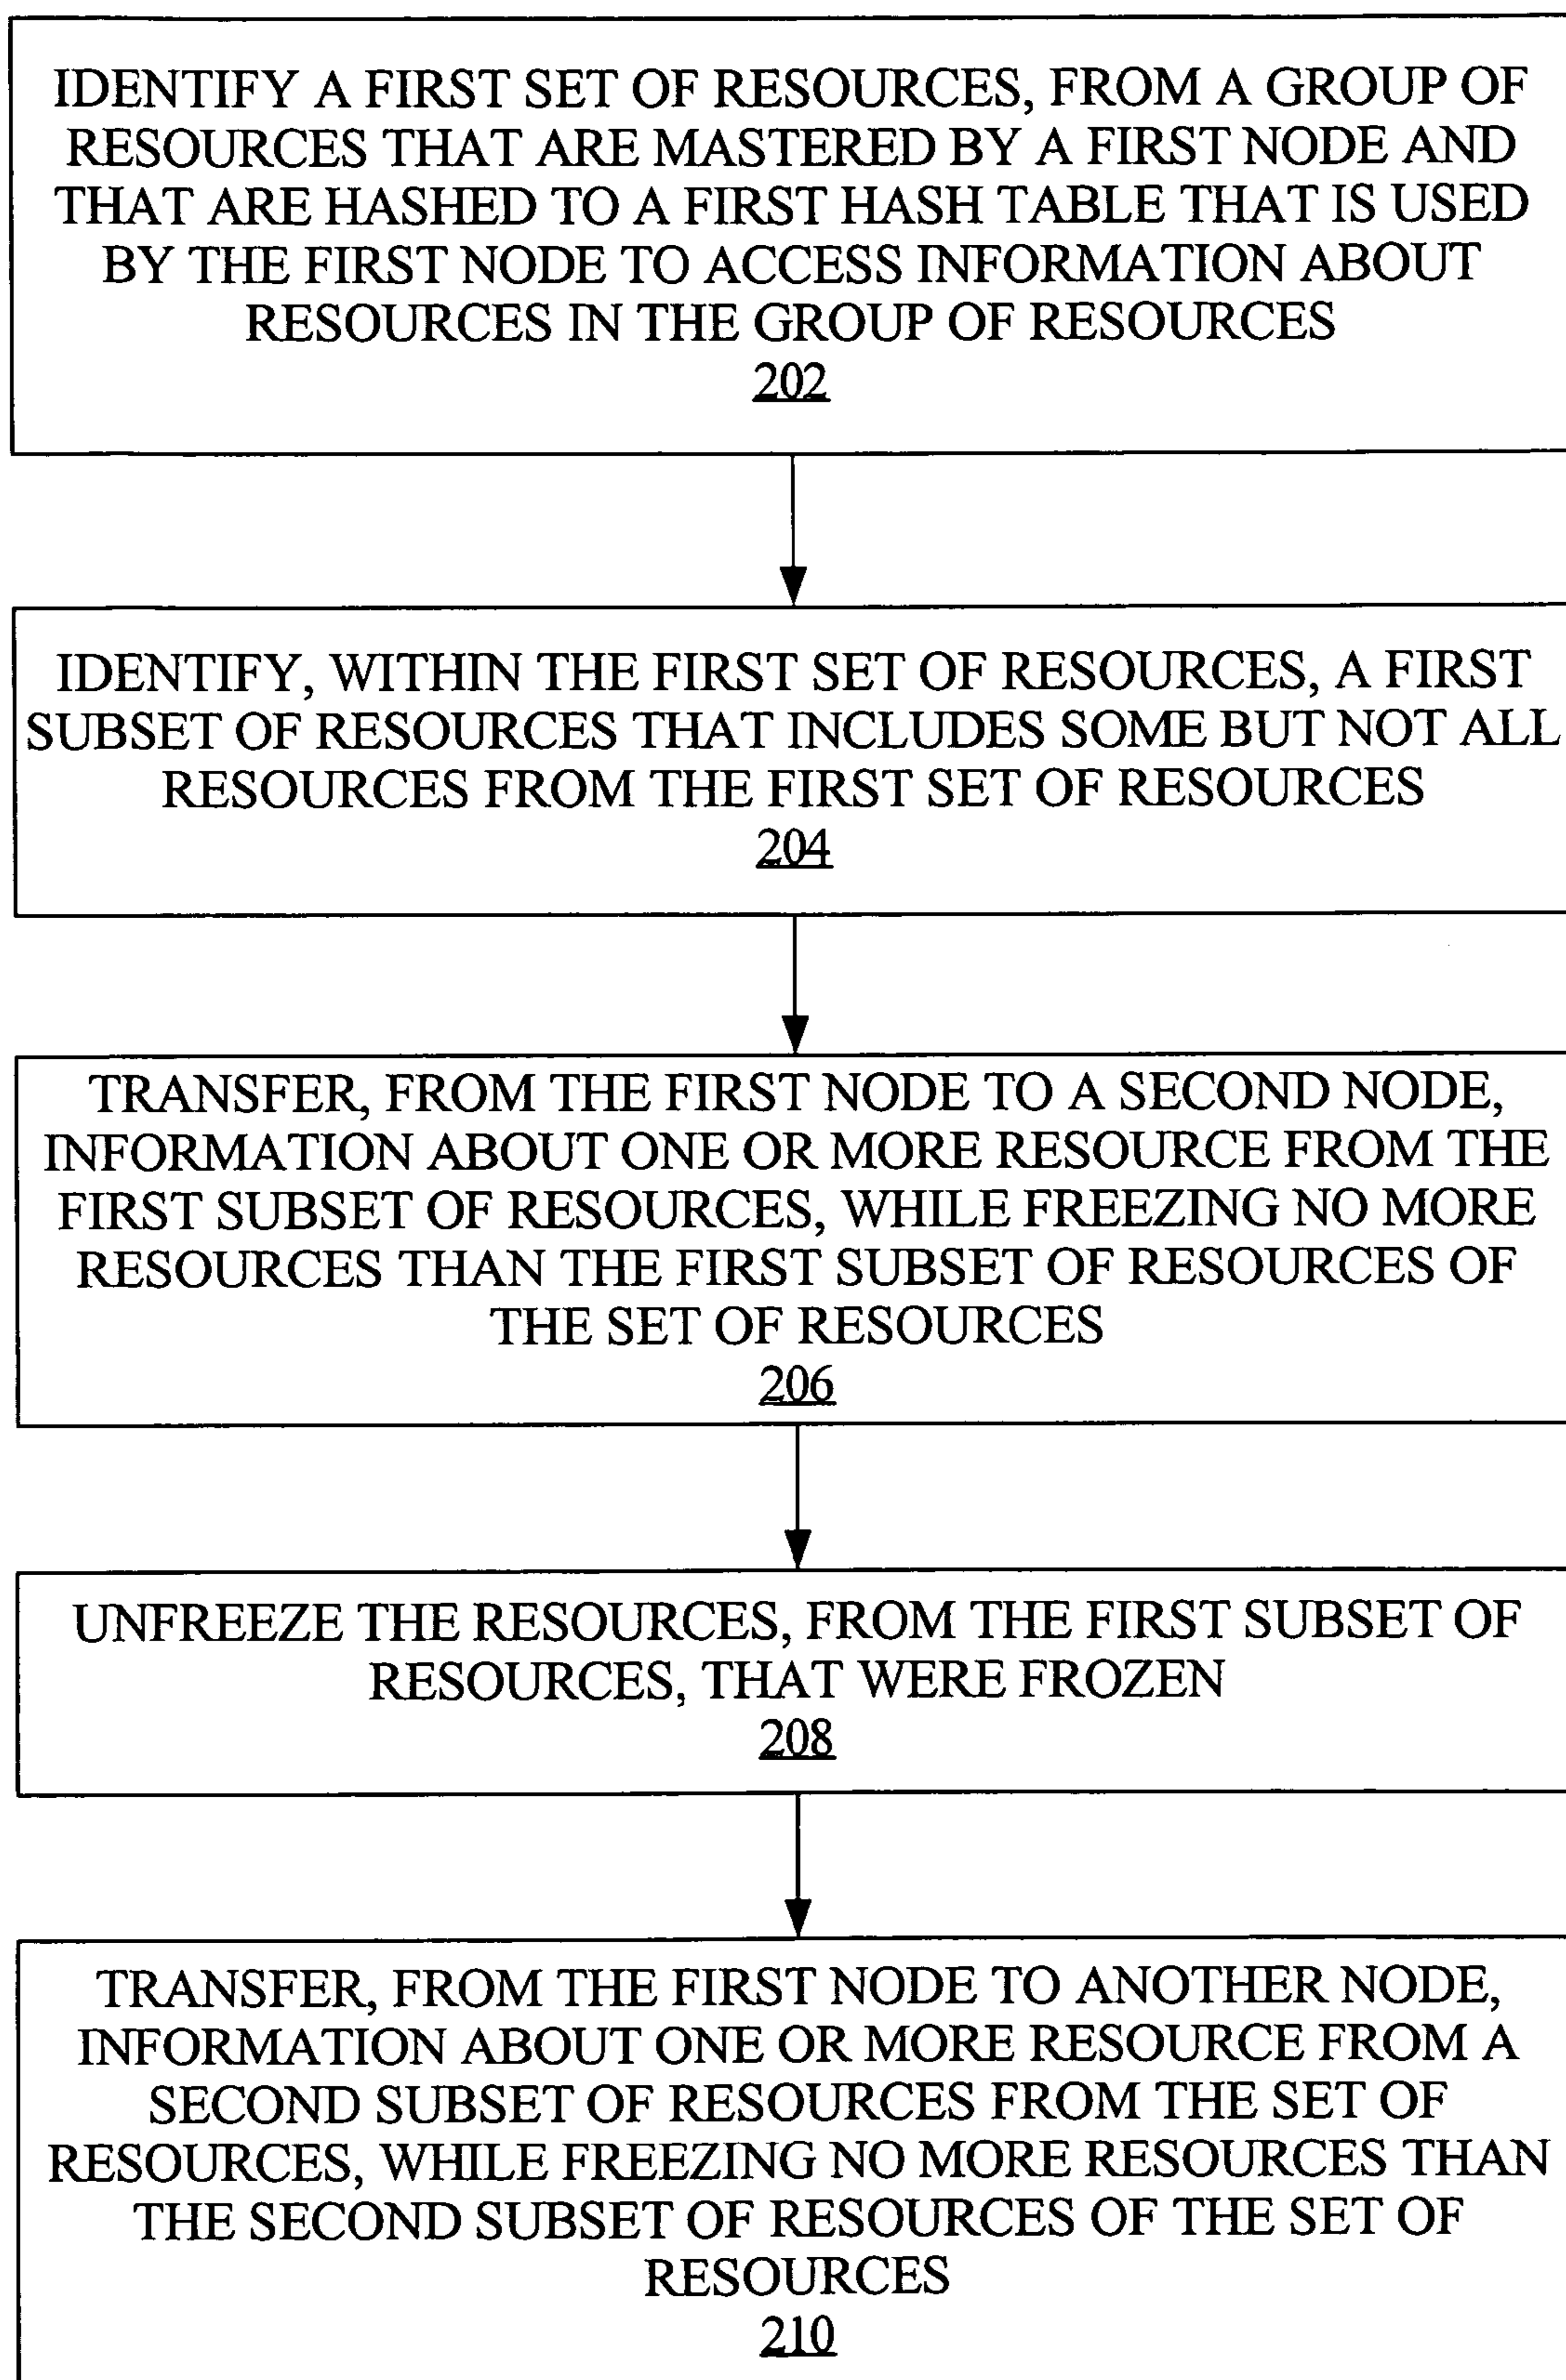 IDENTIFY A FIRST SET OF RESOURCES, FROM A GROUP OF
RESOURCES THAT ARE MASTERED BY A FIRST NODE AND
THAT ARE HASHED TO A FIRST HASH TABLE THAT IS USED
BY THE FIRST NODE TO ACCESS INFORMATION ABOUT
RESOURCES IN THE GROUP OF RESOURCES
202
IDENTIFY, WITHIN THE FIRST SET OF RESOURCES, A FIRST
SUBSET OF RESOURCES THAT INCLUDES SOME BUT NOT ALL
RESOURCES FROM THE FIRST SET OF RESOURCES
204
TRANSFER, FROM THE FIRST NODE TO A SECOND NODE,
INFORMATION ABOUT ONE OR MORE RESOURCE FROM THE
FIRST SUBSET OF RESOURCES, WHILE FREEZING NO MORE
RESOURCES THAN THE FIRST SUBSET OF RESOURCES OF
THE SET OF RESOURCES
206
UNFREEZE THE RESOURCES, FROM THE FIRST SUBSET OF
RESOURCES, THAT WERE FROZEN
208
TRANSFER, FROM THE FIRST NODE TO ANOTHER NODE,
INFORMATION ABOUT ONE OR MORE RESOURCE FROM A
SECOND SUBSET OF RESOURCES FROM THE SET OF
RESOURCES, WHILE FREEZING NO MORE RESOURCES THAN
THE SECOND SUBSET OF RESOURCES OF THE SET OF
RESOURCES
210